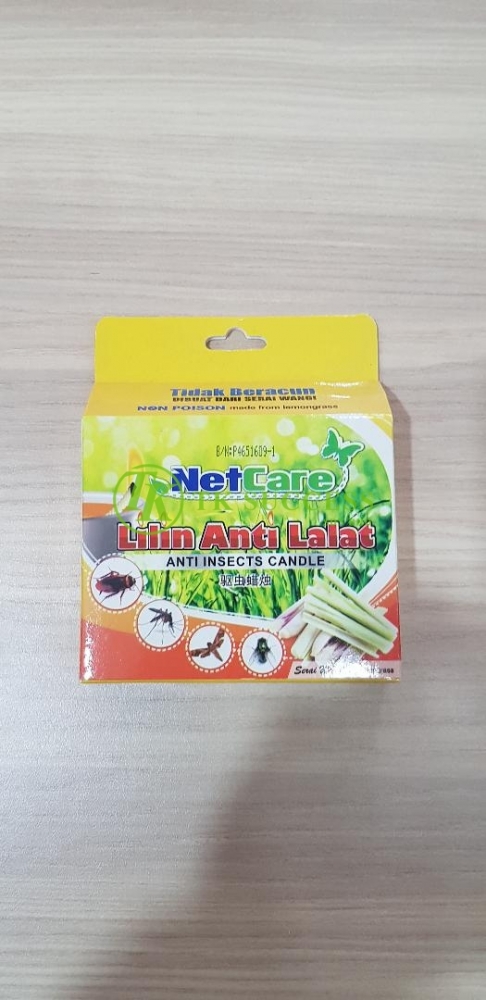 Tidak Beracun
DIBUAT DARI SERAI WANGI
NON POISON made from lemongrass
B/N:P4651609-1
NetCare
Lilin Anti Lalat
ANTI INSECTS CANDLE
驱虫蜡烛
Serai